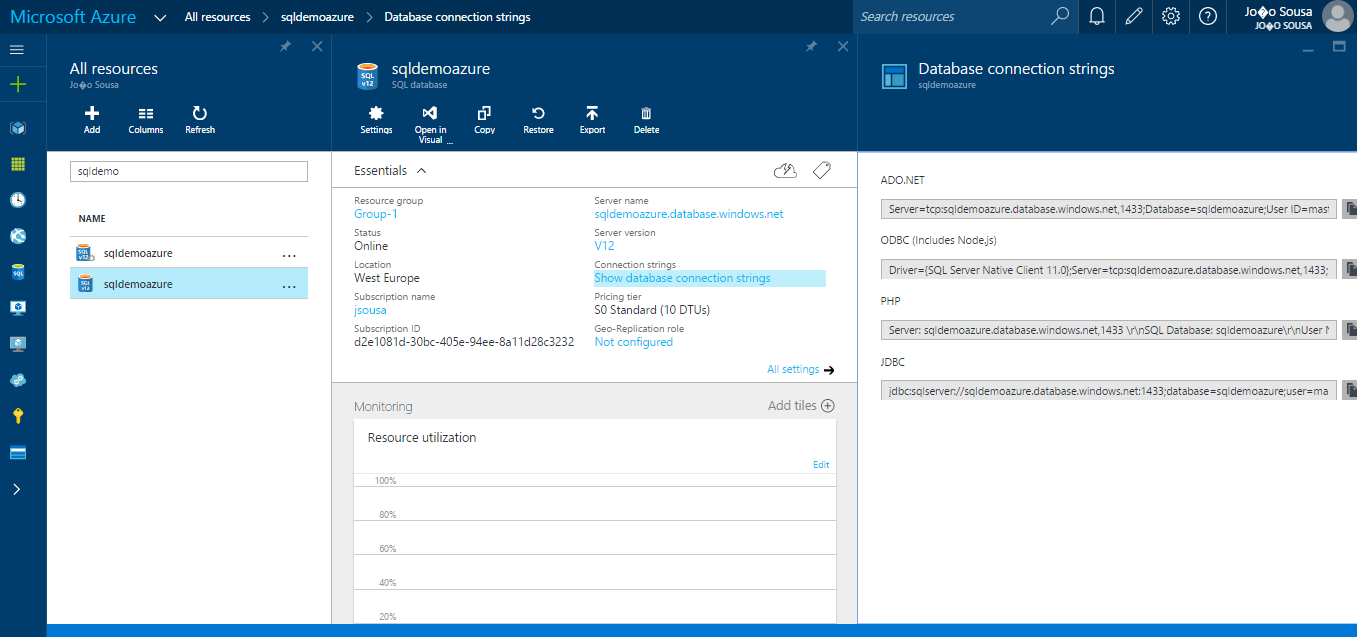 Microsoft Azure
All resources
sqldemoazure
Database connection strings
Search resources
Jo�o Sousa
JO�O SOUSA
All resources
Jo�o Sousa
Add
Columns
Refresh
sqldemo
NAME
sqldemoazure
...
sqldemoazure
...
SQL
v12
sqldemoazure
SQL database
Settings
Open in
Visual ...
Copy
Restore
Export
Delete
Essentials
Resource group
Group-1
Status
Online
Location
West Europe
Subscription name
jsousa
Subscription ID
d2e1081d-30bc-405e-94ee-8a11d28c3232
Server name
sqldemoazure.database.windows.net
Server version
V12
Connection strings
Show database connection strings
Pricing tier
S0 Standard (10 DTUs)
Geo-Replication role
Not configured
All settings
Monitoring
Add tiles
Resource utilization
Edit
100%
80%
60%
40%
20%
Database connection strings
sqldemoazure
ADO.NET
Server=tcp:sqldemoazure.database.windows.net,1433;Database=sqldemoazure;User ID=mast
ODBC (Includes Node.js)
Driver={SQL Server Native Client 11.0};Server=tcp:sqldemoazure.database.windows.net,1433;
PHP
Server: sqldemoazure.database.windows.net,1433 \r\nSQL Database: sqldemoazure\r\nUser N
JDBC
jdbc:sqlserver://sqldemoazure.database.windows.net:1433;database=sqldemoazure;user=ma